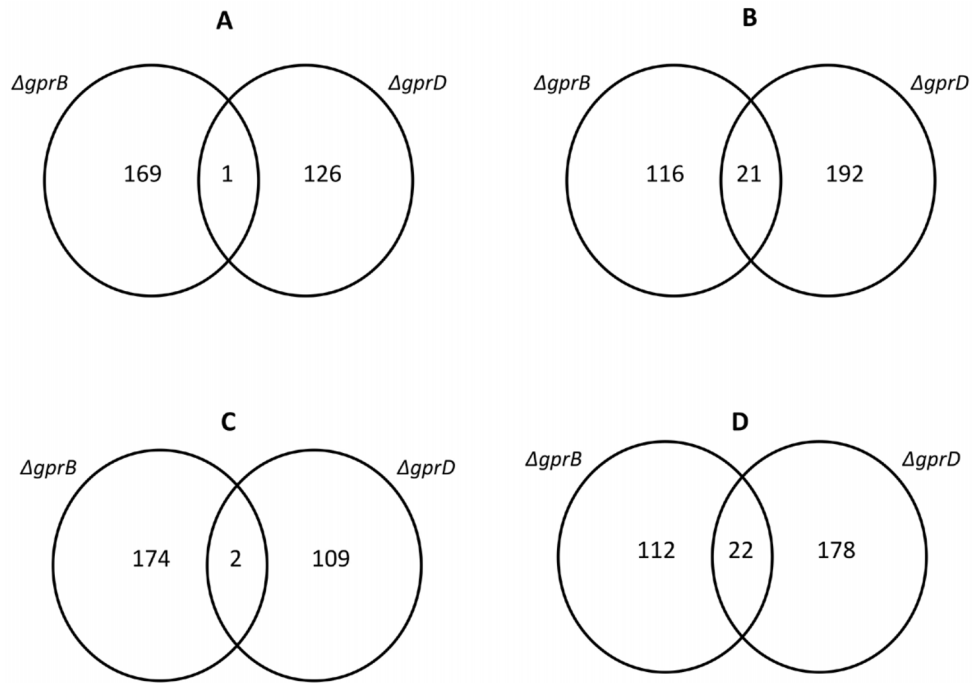 A
B
ΔgprB
ΔgprD
ΔgprB
ΔgprD
169
1
126
116
21
192
C
D
ΔgprB
ΔgprD
ΔgprB
ΔgprD
174
2
109
112
22
178